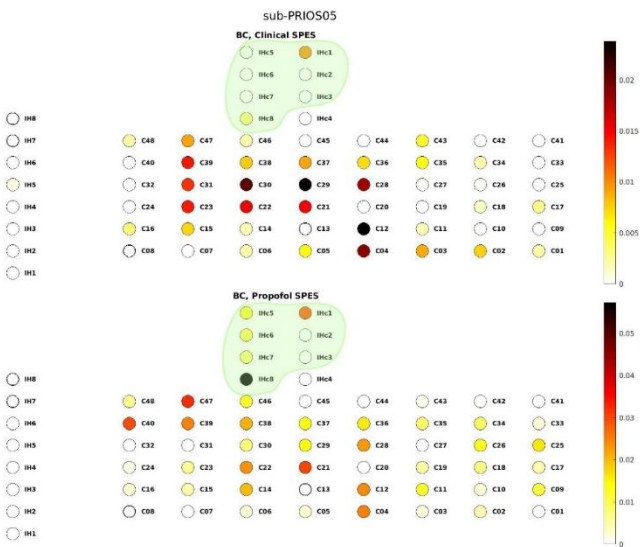 sub-PRIOS05
BC, Clinical SPES
IHc5 IHc1
IHc6 IHc2
IHc7 IHc3
IH8 IHc8 IHc4
IH7 C48 C47 C46 C45 C44 C43 C42 C41
IH6 C40 C39 C38 C37 C36 C35 C34 C33
IH5 C32 C31 C30 C29 C28 C27 C26 C25
IH4 C24 C23 C22 C21 C20 C19 C18 C17
IH3 C16 C15 C14 C13 C12 C11 C10 C09
IH2 C08 C07 C06 C05 C04 C03 C02 C01
IH1
0.02
0.015
0.01
0.005
0
BC, Propofol SPES
IHc5 IHc1
IHc6 IHc2
IHc7 IHc3
IH8 IHc8 IHc4
IH7 C48 C47 C46 C45 C44 C43 C42 C41
IH6 C40 C39 C38 C37 C36 C35 C34 C33
IH5 C32 C31 C30 C29 C28 C27 C26 C25
IH4 C24 C23 C22 C21 C20 C19 C18 C17
IH3 C16 C15 C14 C13 C12 C11 C10 C09
IH2 C08 C07 C06 C05 C04 C03 C02 C01
IH1
0.05
0.04
0.03
0.02
0.01
0